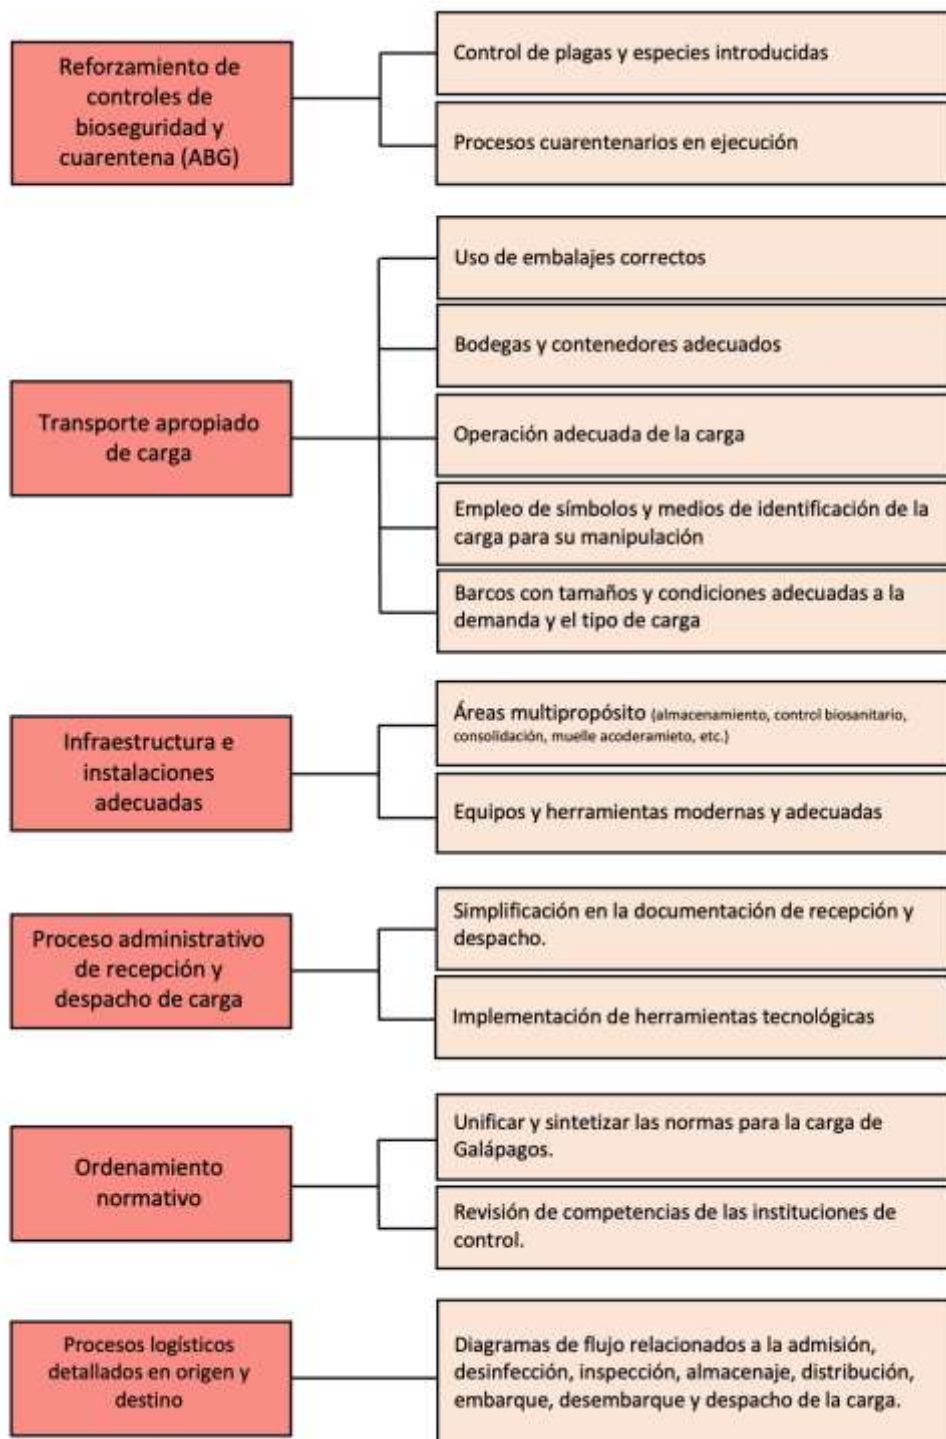 Reforzamiento de
controles de
bioseguridad y
cuarentena (ABG)
Control de plagas y especies introducidas
Procesos cuarentenarios en ejecución
Transporte apropiado
de carga
Uso de embalajes correctos
Bodegas y contenedores adecuados
Operación adecuada de la carga
Empleo de símbolos y medios de identificación de la
carga para su manipulación
Barcos con tamaños y condiciones adecuadas a la
demanda y el tipo de carga
Infraestructura e
instalaciones
adecuadas
Áreas multipropósito (almacenamiento, control biosanitario,
consolidación, muelle acoderamieto, etc.)
Equipos y herramientas modernas y adecuadas
Proceso administrativo
de recepción y
despacho de carga
Simplificación en la documentación de recepción y
despacho.
Implementación de herramientas tecnológicas
Ordenamiento
normativo
Unificar y sintetizar las normas para la carga de
Galápagos.
Revisión de competencias de las instituciones de
control.
Procesos logísticos
detallados en origen y
destino
Diagramas de flujo relacionados a la admisión,
desinfección, inspección, almacenaje, distribución,
embarque, desembarque y despacho de la carga.